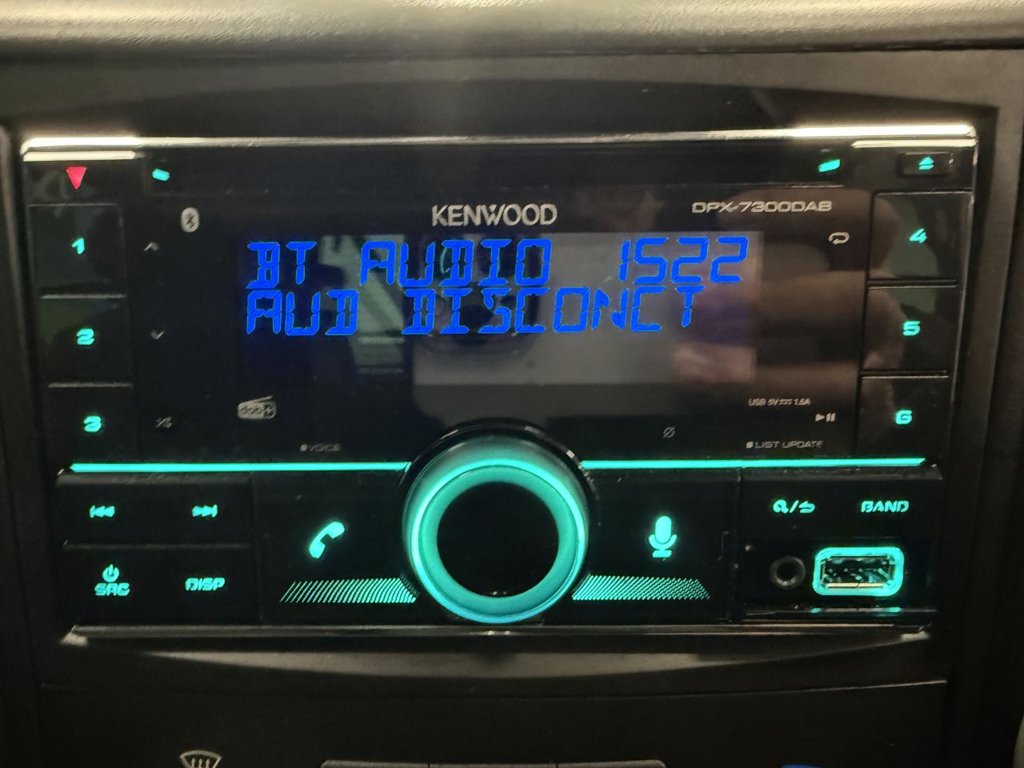 KENWOOD
DPX-7300DAB
BT AUDIO 1522
AUD DISCONCT
1
2
3
4
5
6
dab+
VOICE
USB 5V 1.5A
LIST UPDATE
BAND
SRC
DISP